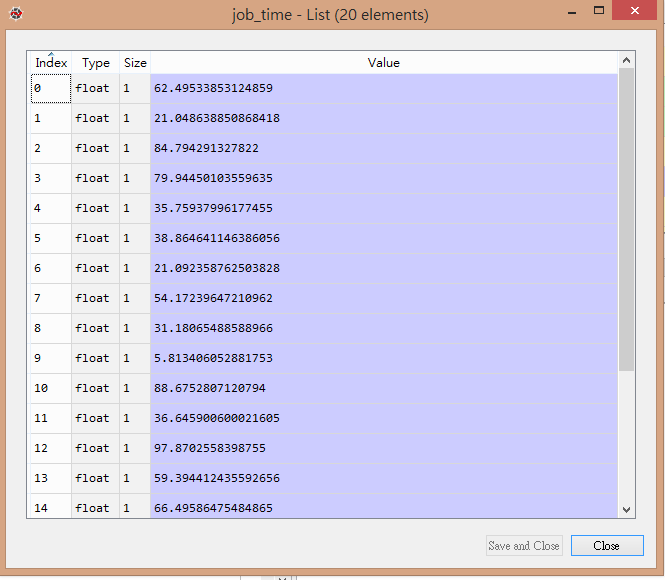 job_time - List (20 elements)
Index Type Size Value
0 float 1 62.49533853124859
1 float 1 21.048638850868418
2 float 1 84.794291327822
3 float 1 79.94450103559635
4 float 1 35.75937996177455
5 float 1 38.864641146386056
6 float 1 21.092358762503828
7 float 1 54.17239647210962
8 float 1 31.18065488588966
9 float 1 5.813406052881753
10 float 1 88.6752807120794
11 float 1 36.645900600021605
12 float 1 97.8702558398755
13 float 1 59.394412435592656
14 float 1 66.49586475484865
Save and Close Close